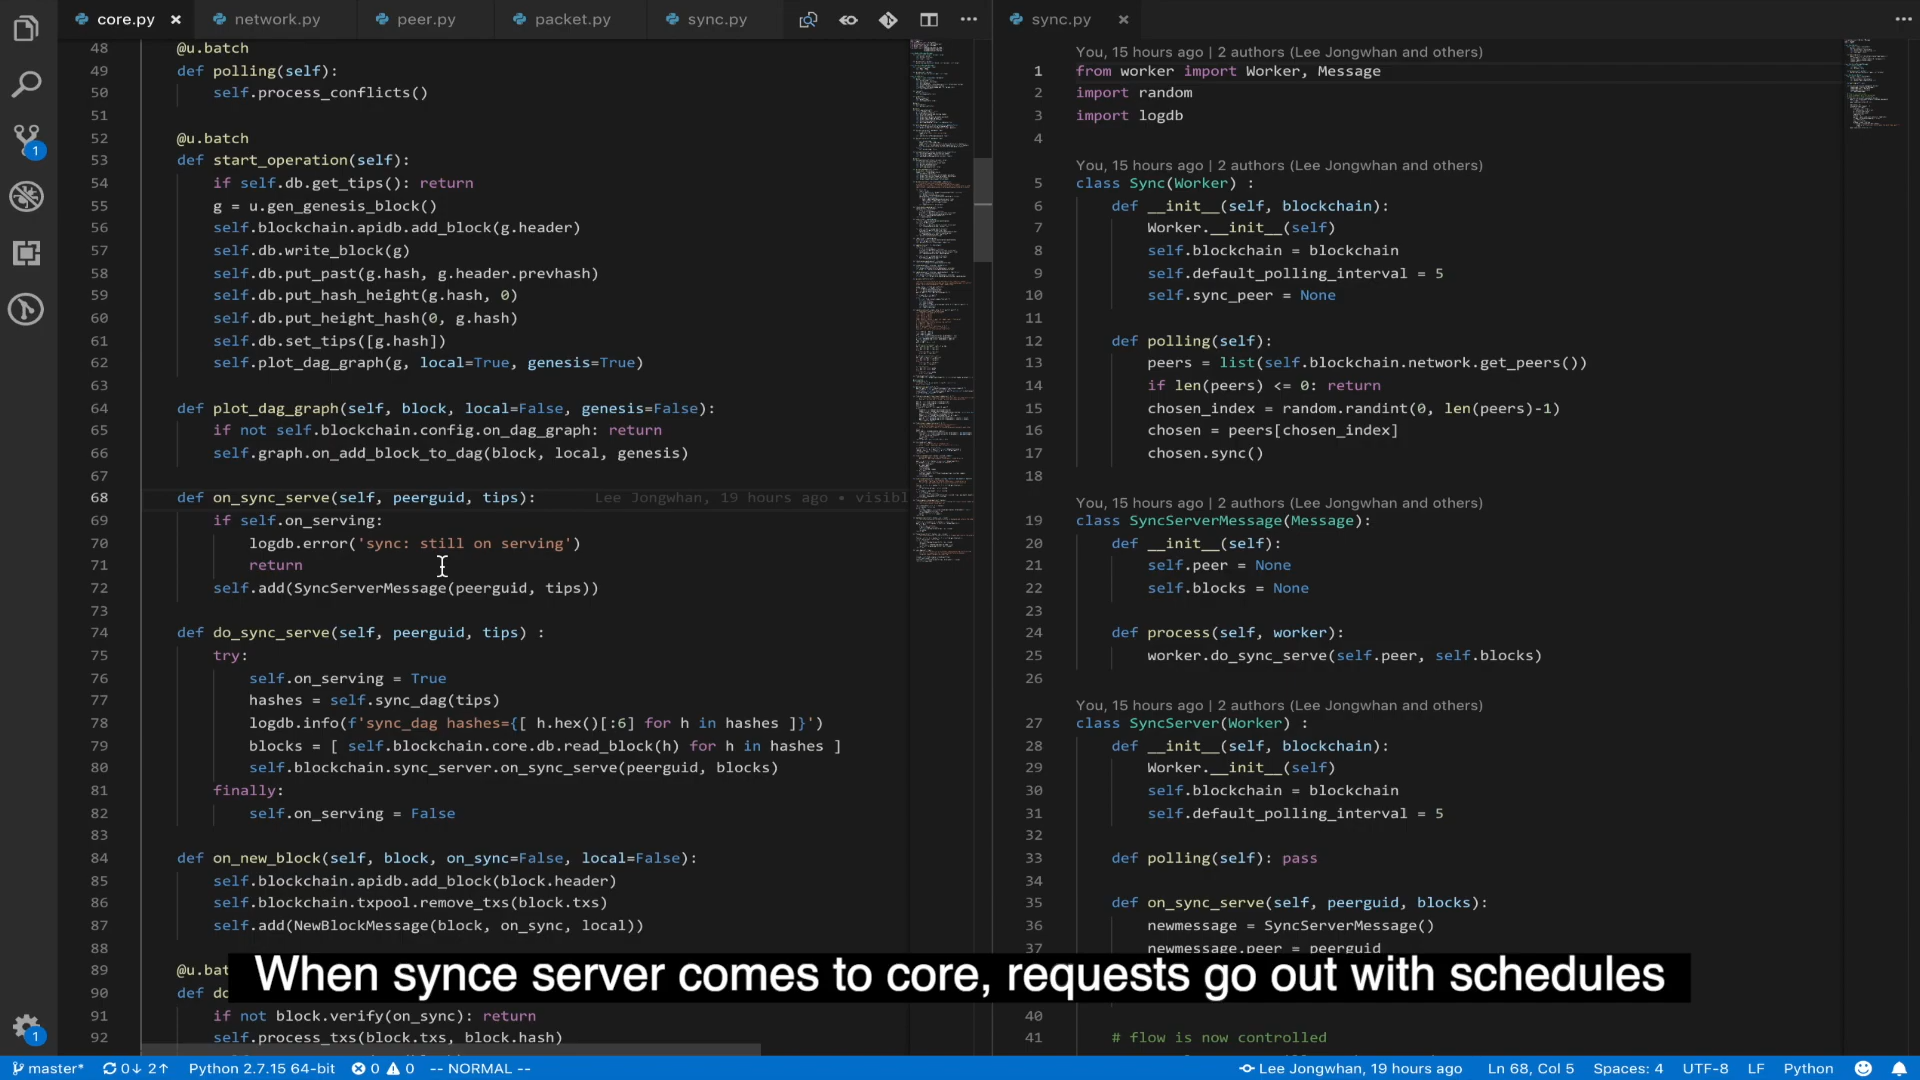 core.py
network.py
peer.py
packet.py
sync.py
sync.py
48 @u.batch
49 def polling(self):
50 self.process_conflicts()
51
52 @u.batch
53 def start_operation(self):
54 if self.db.get_tips(): return
55 g = u.gen_genesis_block()
56 self.blockchain.apidb.add_block(g.header)
57 self.db.write_block(g)
58 self.db.put_past(g.hash, g.header.prevhash)
59 self.db.put_hash_height(g.hash, 0)
60 self.db.put_height_hash(0, g.hash)
61 self.db.set_tips([g.hash])
62 self.plot_dag_graph(g, local=True, genesis=True)
63
64 def plot_dag_graph(self, block, local=False, genesis=False):
65 if not self.blockchain.config.on_dag_graph: return
66 self.graph.on_add_block_to_dag(block, local, genesis)
67
68 def on_sync_serve(self, peerguid, tips): Lee Jongwhan, 19 hours ago • visibl
69 if self.on_serving:
70 logdb.error('sync: still on serving')
71 return
72 self.add(SyncServerMessage(peerguid, tips))
73
74 def do_sync_serve(self, peerguid, tips) :
75 try:
76 self.on_serving = True
77 hashes = self.sync_dag(tips)
78 logdb.info(f'sync_dag hashes={[ h.hex()[:6] for h in hashes ]}')
79 blocks = [ self.blockchain.core.db.read_block(h) for h in hashes ]
80 self.blockchain.sync_server.on_sync_serve(peerguid, blocks)
81 finally:
82 self.on_serving = False
83
84 def on_new_block(self, block, on_sync=False, local=False):
85 self.blockchain.apidb.add_block(block.header)
86 self.blockchain.txpool.remove_txs(block.txs)
87 self.add(NewBlockMessage(block, on_sync, local))
88
89 @u.bat
90 def do
91 if not block.verify(on_sync): return
92 self.process_txs(block.txs, block.hash)
You, 15 hours ago | 2 authors (Lee Jongwhan and others)
1 from worker import Worker, Message
2 import random
3 import logdb
4
You, 15 hours ago | 2 authors (Lee Jongwhan and others)
5 class Sync(Worker) :
6 def __init__(self, blockchain):
7 Worker.__init__(self)
8 self.blockchain = blockchain
9 self.default_polling_interval = 5
10 self.sync_peer = None
11
12 def polling(self):
13 peers = list(self.blockchain.network.get_peers())
14 if len(peers) <= 0: return
15 chosen_index = random.randint(0, len(peers)-1)
16 chosen = peers[chosen_index]
17 chosen.sync()
18
You, 15 hours ago | 2 authors (Lee Jongwhan and others)
19 class SyncServerMessage(Message):
20 def __init__(self):
21 self.peer = None
22 self.blocks = None
23
24 def process(self, worker):
25 worker.do_sync_serve(self.peer, self.blocks)
26
You, 15 hours ago | 2 authors (Lee Jongwhan and others)
27 class SyncServer(Worker) :
28 def __init__(self, blockchain):
29 Worker.__init__(self)
30 self.blockchain = blockchain
31 self.default_polling_interval = 5
32
33 def polling(self): pass
34
35 def on_sync_serve(self, peerguid, blocks):
36 newmessage = SyncServerMessage()
37 newmessage.peer = peerguid
40
41 # flow is now controlled
When synce server comes to core, requests go out with schedules
1
1
master* 0↓ 2↑ Python 2.7.15 64-bit 0 0 -- NORMAL -- Lee Jongwhan, 19 hours ago Ln 68, Col 5 Spaces: 4 UTF-8 LF Python